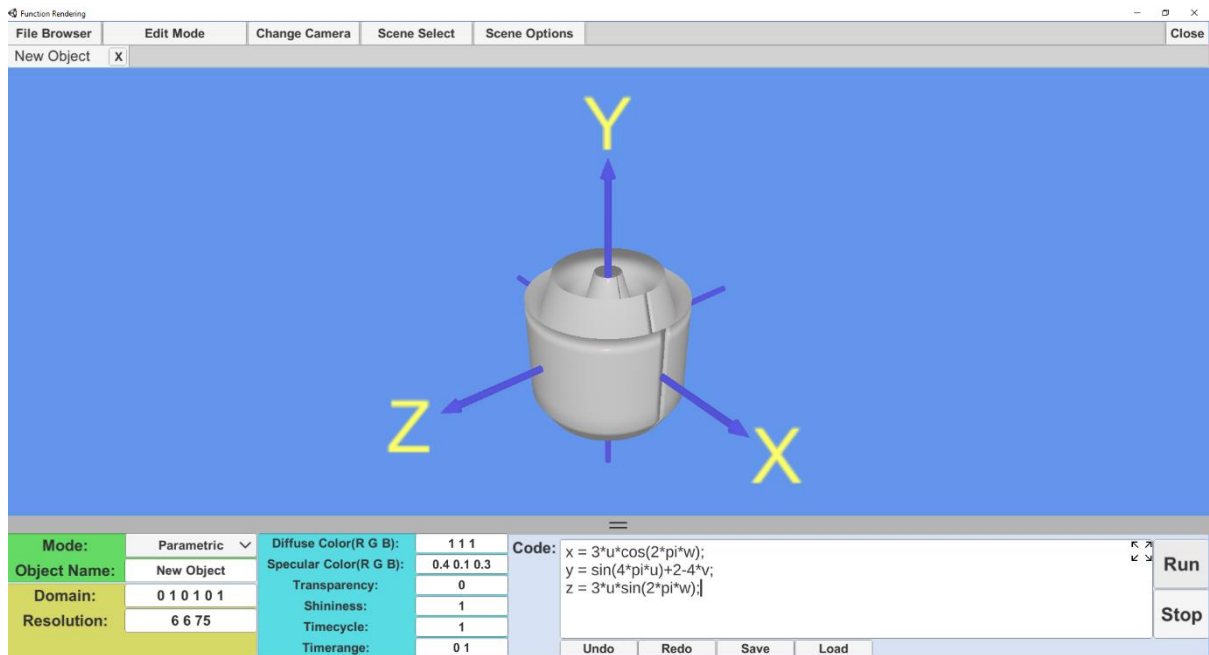 Function Rendering
File Browser Edit Mode Change Camera Scene Select Scene Options Close
New Object X
Y
Z
X
Mode: Parametric
Object Name: New Object
Domain: 0 1 0 1 0 1
Resolution: 6 6 75
Diffuse Color(R G B): 1 1 1
Specular Color(R G B): 0.4 0.1 0.3
Transparency: 0
Shininess: 1
Timecycle: 1
Timerange: 0 1
Code:
x = 3*u*cos(2*pi*w);
y = sin(4*pi*u)+2-4*v;
z = 3*u*sin(2*pi*w);
Run
Stop
Undo Redo Save Load